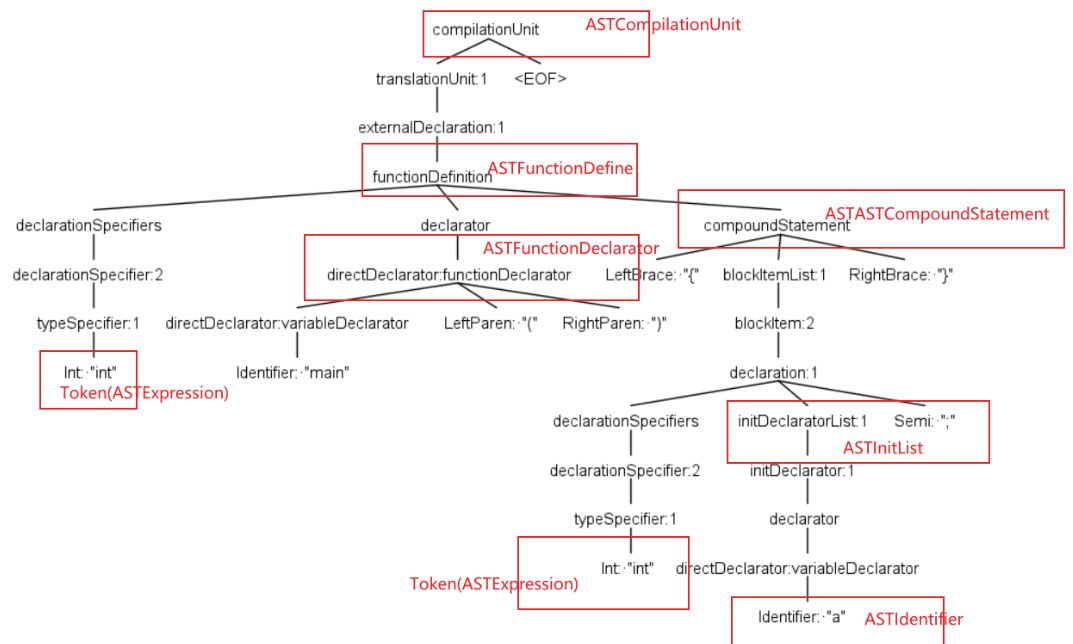 compilationUnit ASTCompilationUnit
translationUnit:1 <EOF>
externalDeclaration:1
functionDefinition ASTFunctionDefine
declarationSpecifiers declarator compoundStatement ASTASTCompoundStatement
ASTFunctionDeclarator
declarationSpecifier:2 directDeclarator:functionDeclarator LeftBrace:·"{" blockItemList:1 RightBrace:·"}"
typeSpecifier:1 directDeclarator:variableDeclarator LeftParen:·"(" RightParen:·")" blockItem:2
Int:·"int" Identifier:·"main" declaration:1
Token(ASTExpression)
declarationSpecifiers initDeclaratorList:1 Semi:·";"
ASTInitList
declarationSpecifier:2 initDeclarator:1
typeSpecifier:1 declarator
Int:·"int" directDeclarator:variableDeclarator
Token(ASTExpression)
Identifier:·"a" ASTIdentifier